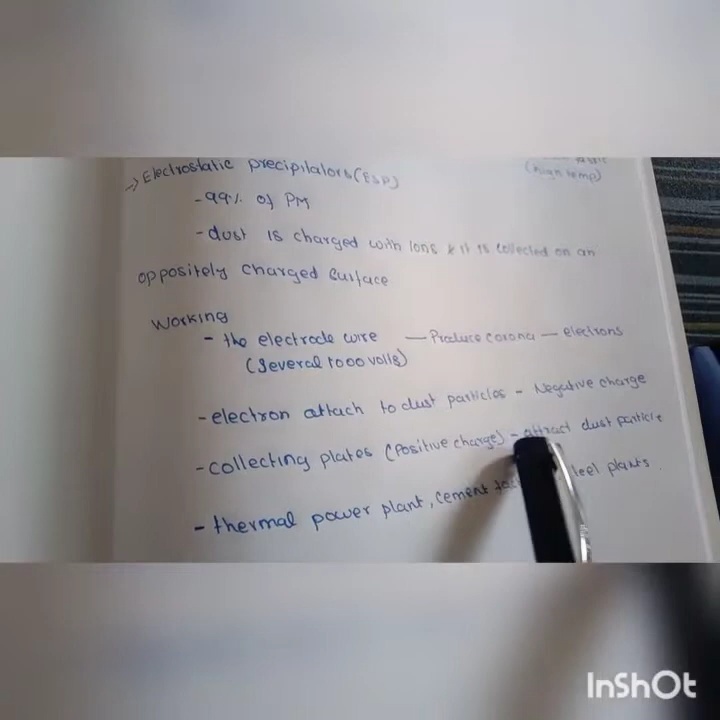 (High temp)
-> Electrostatic precipitators (ESP)
- 99% of PM
- dust is charged with ions & it is collected on an
oppositely charged surface
Working
- the electrode wire — Produce corona — electrons
(Several 1000 volts)
- electron attach to dust particles - Negative charge
- collecting plates (Positive charge) - attract dust particle
- thermal power plant, cement plants.
InShOt